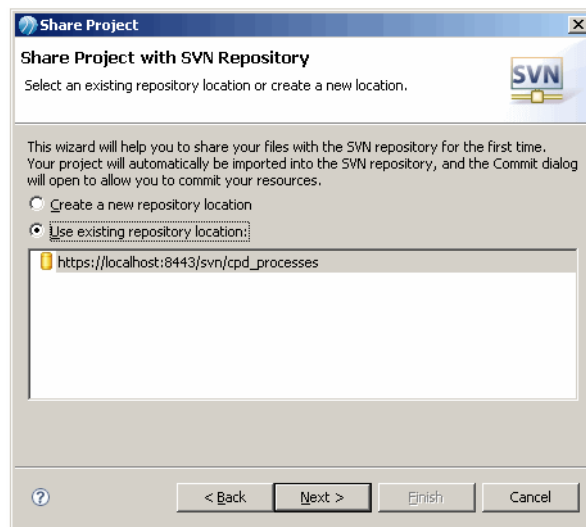 Share Project
Share Project with SVN Repository
Select an existing repository location or create a new location.
SVN
This wizard will help you to share your files with the SVN repository for the first time.
Your project will automatically be imported into the SVN repository, and the Commit dialog
will open to allow you to commit your resources.
Create a new repository location
Use existing repository location:
https://localhost:8443/svn/cpd_processes
?
< Back
Next >
Finish
Cancel